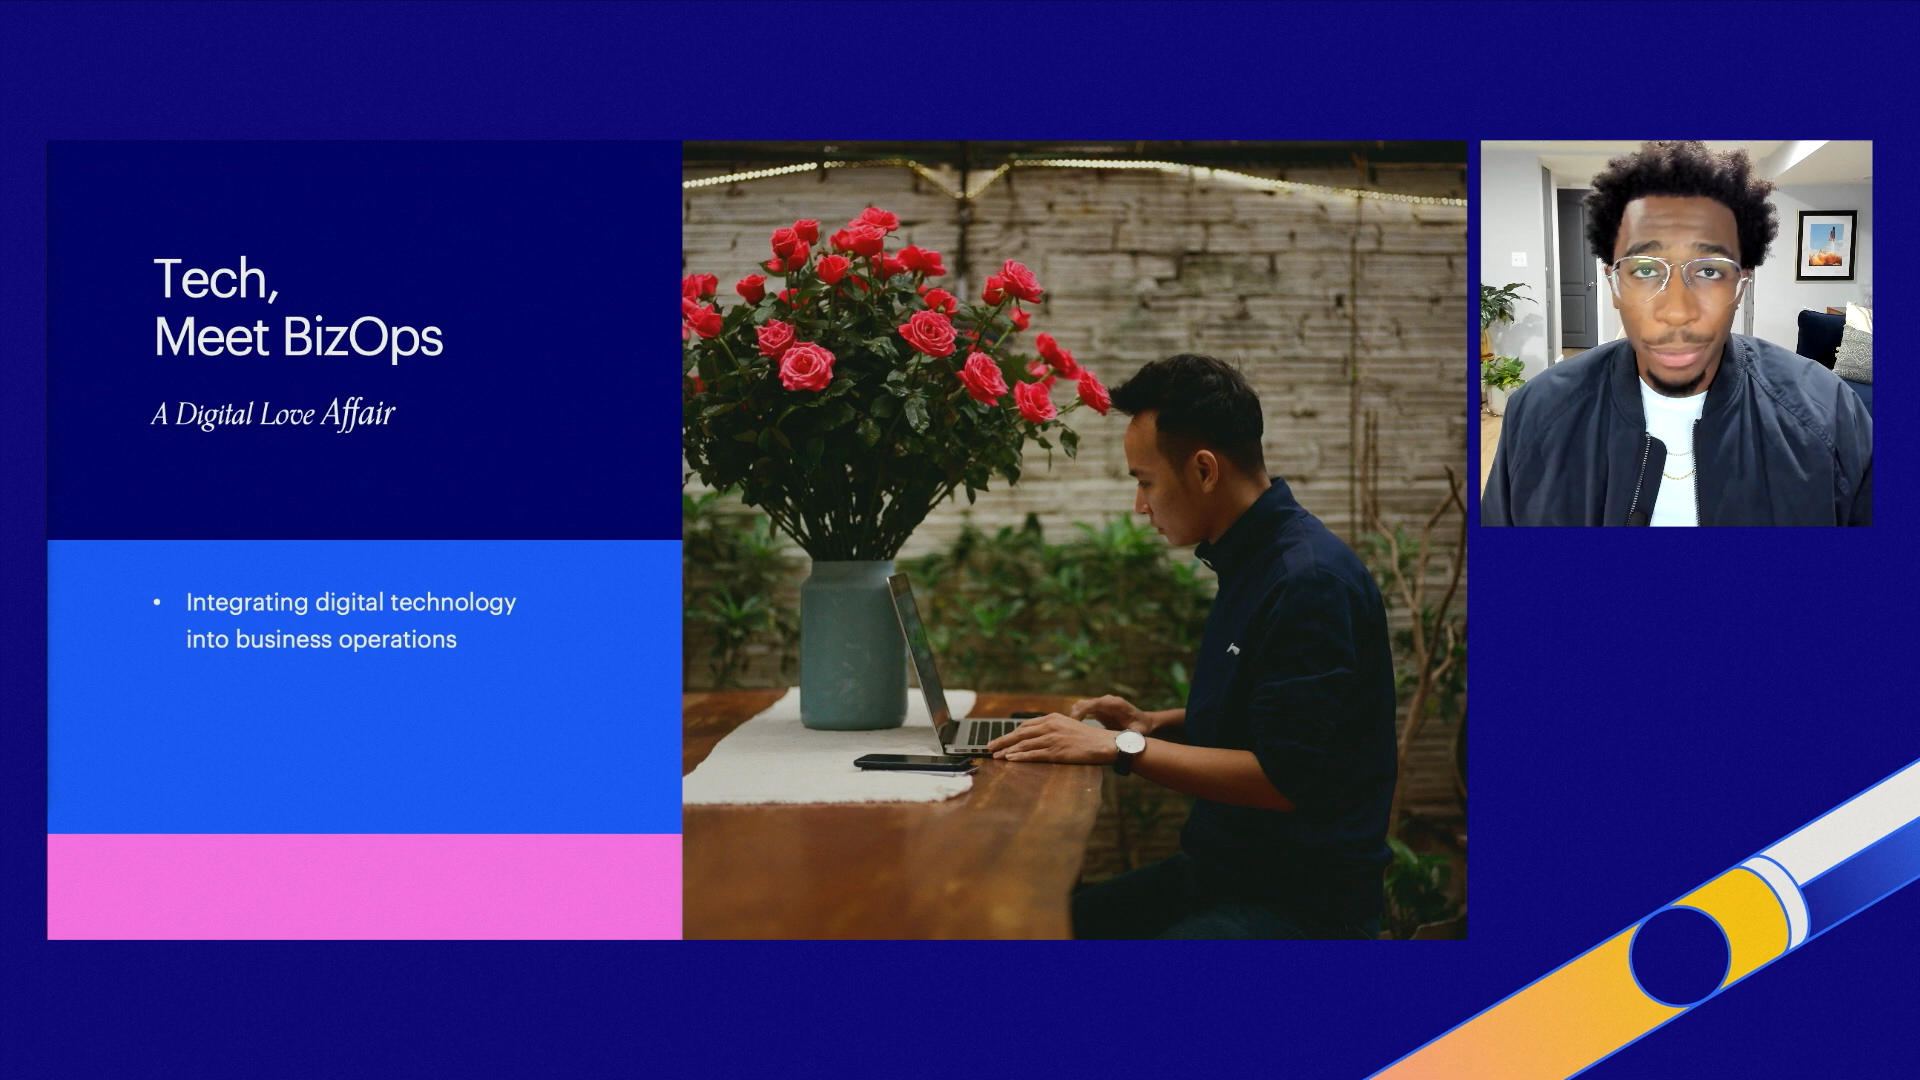 Tech,
Meet BizOps
A Digital Love Affair
• Integrating digital technology
into business operations